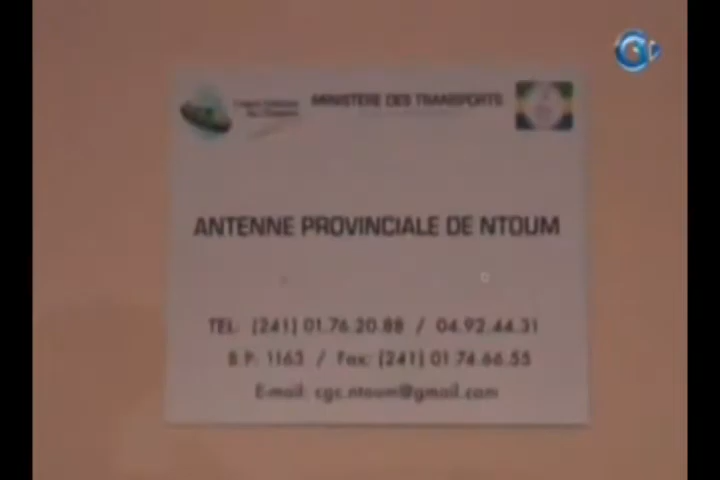 MINISTERE DES TRANSPORTS
ANTENNE PROVINCIALE DE NTOUM
TEL: (241) 01.76.20.88 / 04.92.44.31
B.P: 1163 / Fax: (241) 01.74.66.55
E-mail: cgc.ntoum@gmail.com